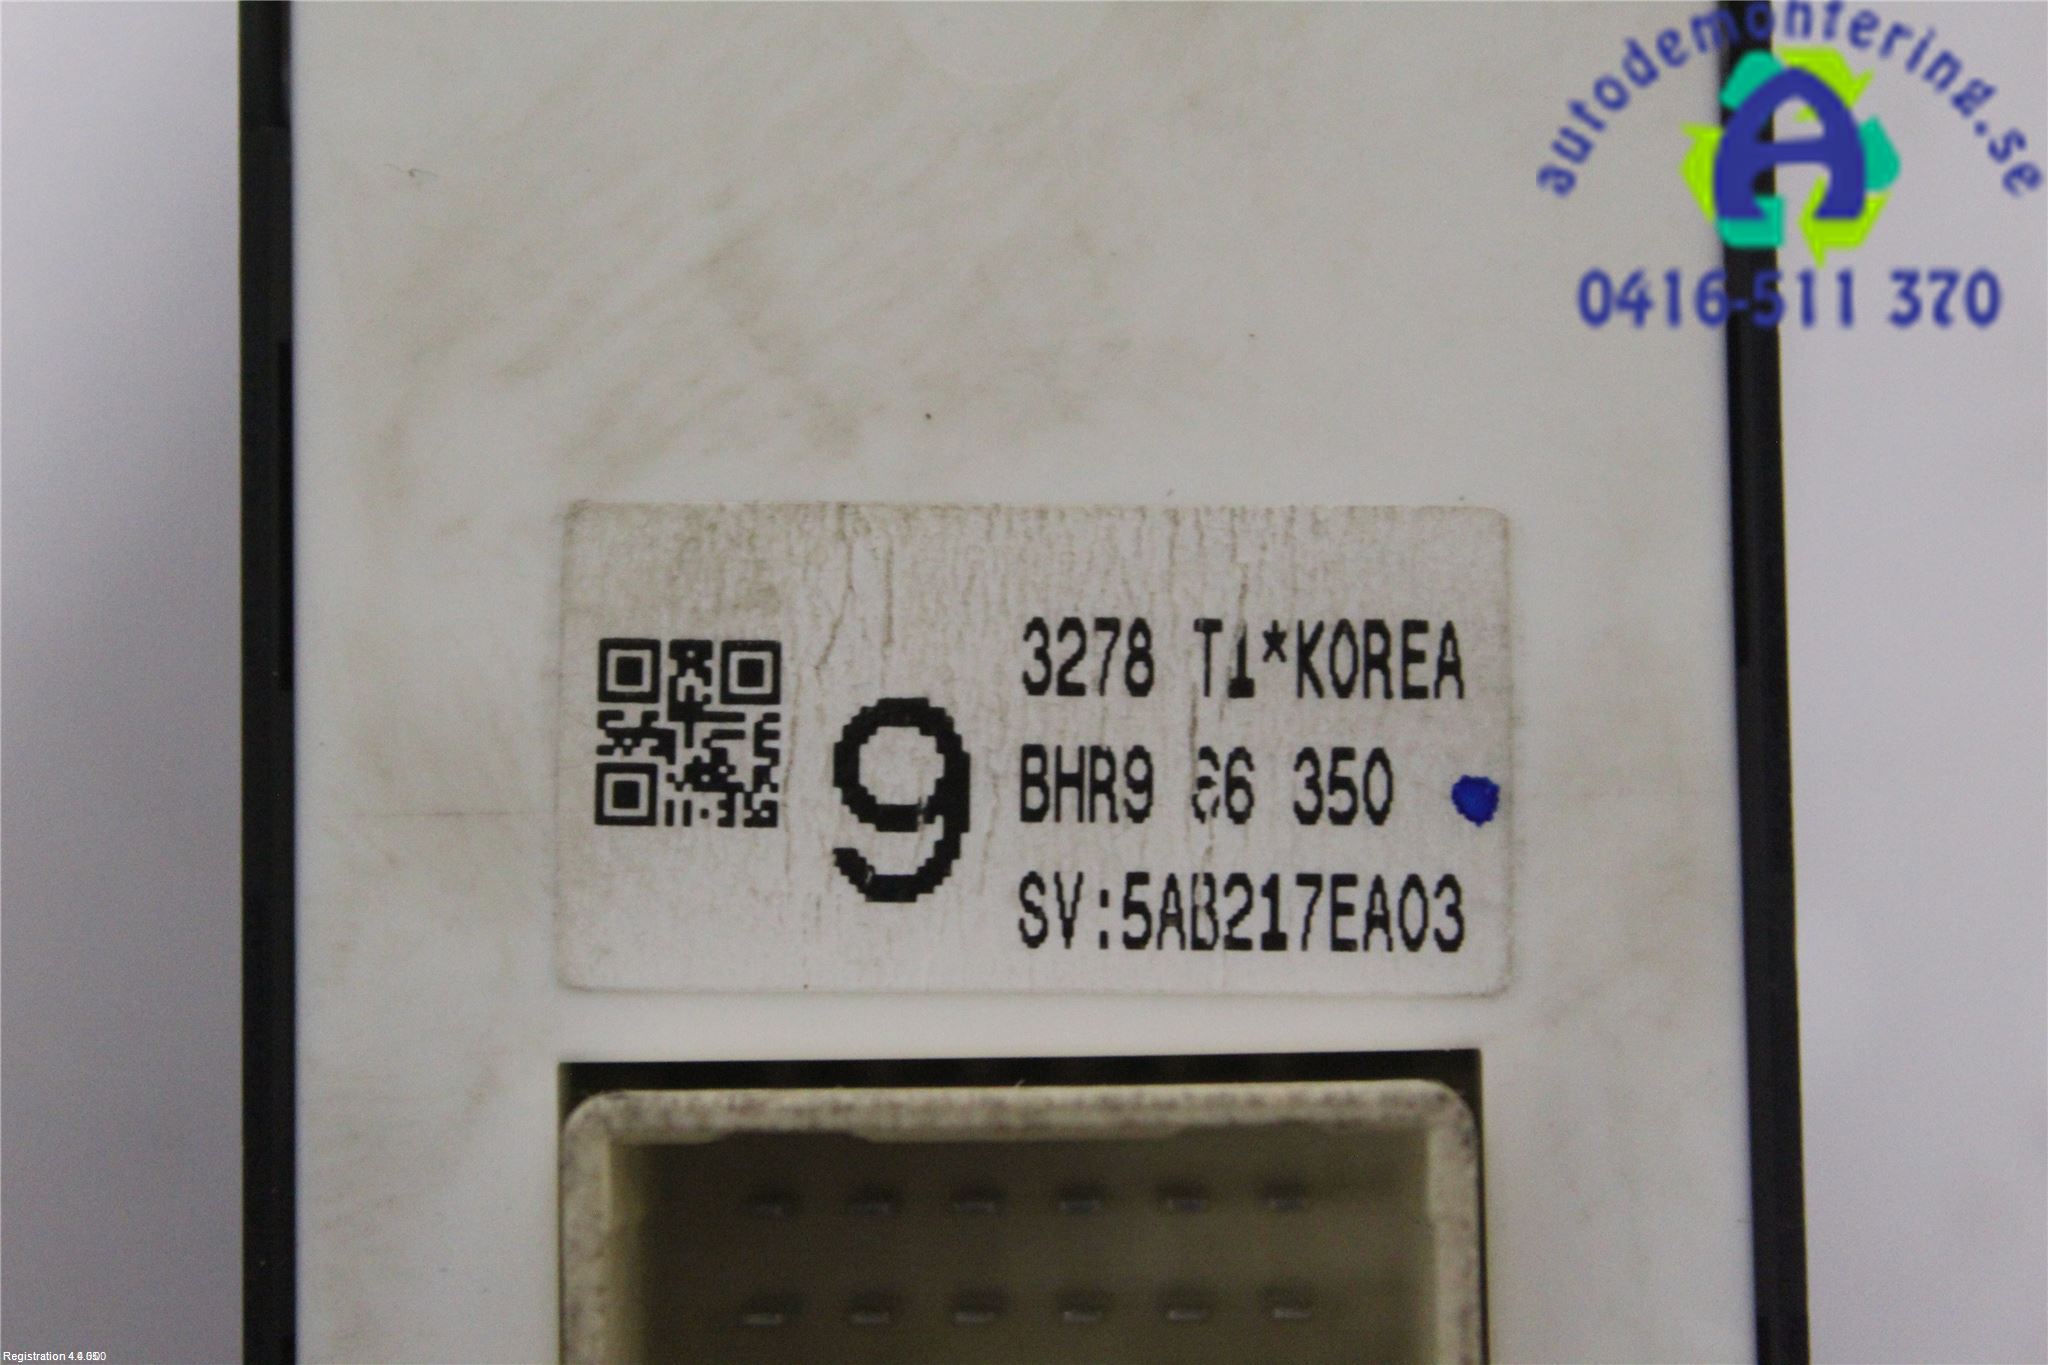 autodemontering.se
A
0416-511 370
3278 T1*KOREA
9
BHR9 66 350
SV:5AB217EA03